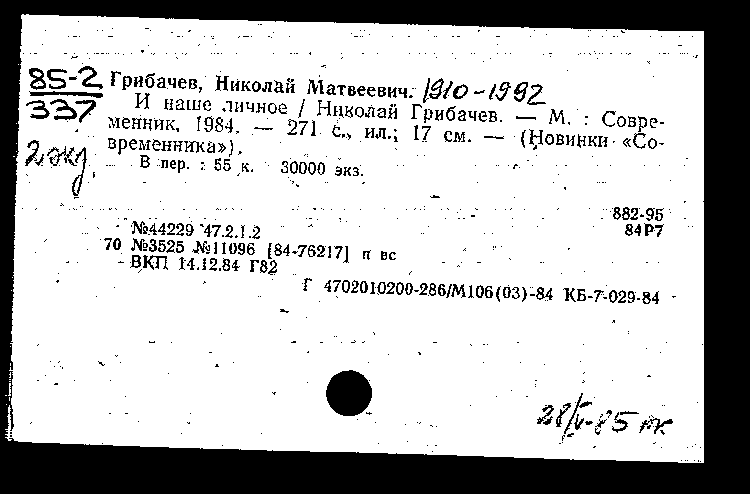 85-2
337
2 экз.
Грибачев, Николай Матвеевич. 1910-1992
И наше личное / Николай Грибачев. — М. : Совре-
менник, 1984. — 271 с., ил.; 17 см. — (Новинки «Со-
временника»).
В пер. : 55 к. 30000 экз.
882-95
84Р7
№44229 47.2.1.2
70 №3525 №11096 [84-76217] п вс
ВКП 14.12.84 Г82
Г 4702010200-286/М106(03)-84 КБ-7-029-84
28/V-85 пк